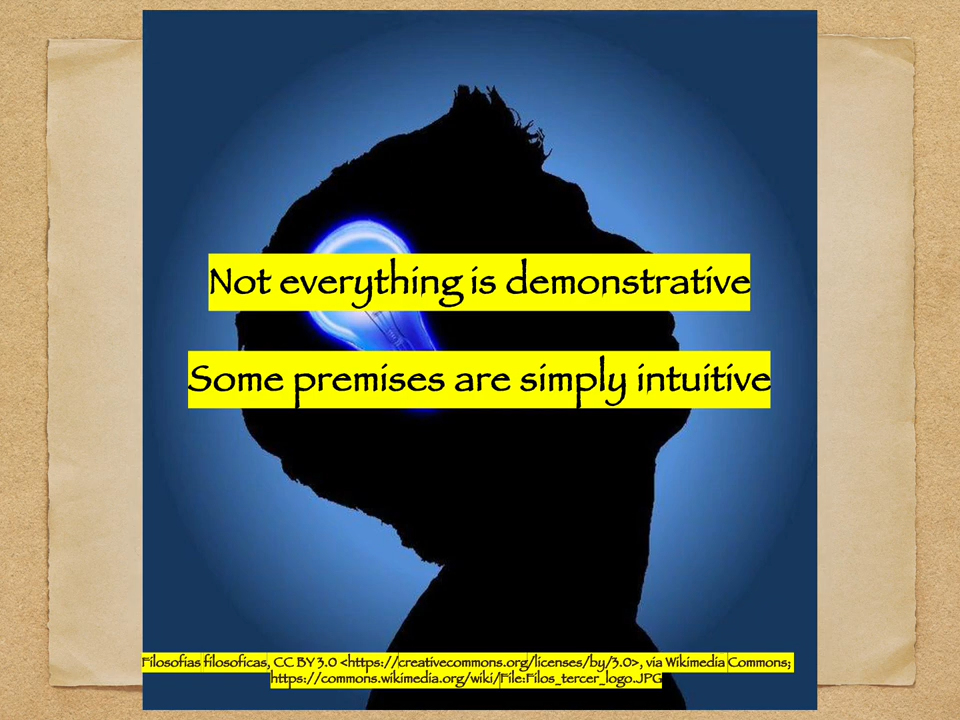 Not everything is demonstrative
Some premises are simply intuitive
Filosofias filosoficas, CC BY 3.0 <https://creativecommons.org/licenses/by/3.0>, via Wikimedia Commons;
https://commons.wikimedia.org/wiki/File:Filos_tercer_logo.JPG